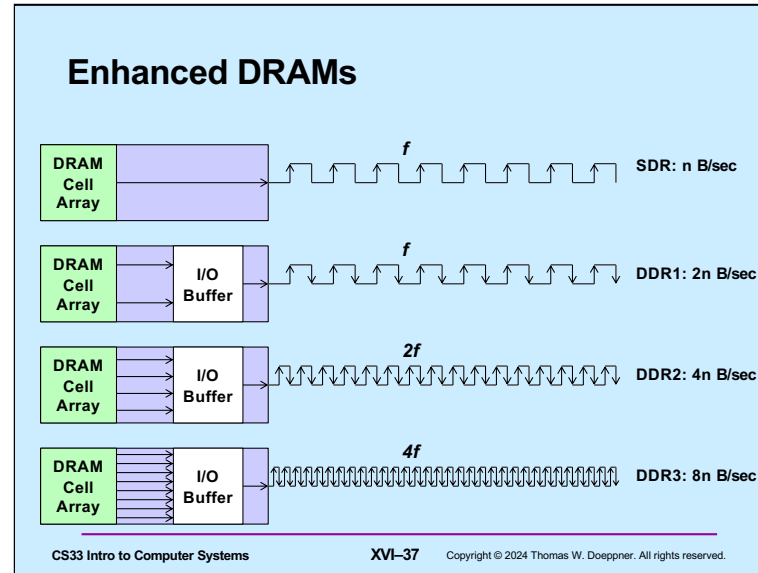 Enhanced DRAMs
DRAM
Cell
Array
f
SDR: n B/sec
DRAM
Cell
Array
I/O
Buffer
f
DDR1: 2n B/sec
DRAM
Cell
Array
I/O
Buffer
2f
DDR2: 4n B/sec
DRAM
Cell
Array
I/O
Buffer
4f
DDR3: 8n B/sec
CS33 Intro to Computer Systems XVI–37 Copyright © 2024 Thomas W. Doeppner. All rights reserved.